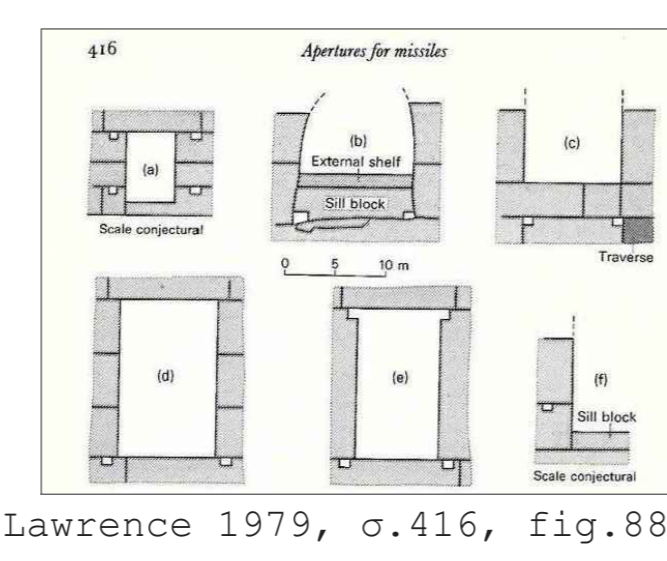 416 Apertures for missiles
(a)
Scale conjectural
(b)
External shelf
Sill block
(c)
Traverse
0 5 10 m
(d)
(e)
(f)
Sill block
Scale conjectural
Lawrence 1979, σ.416, fig.88